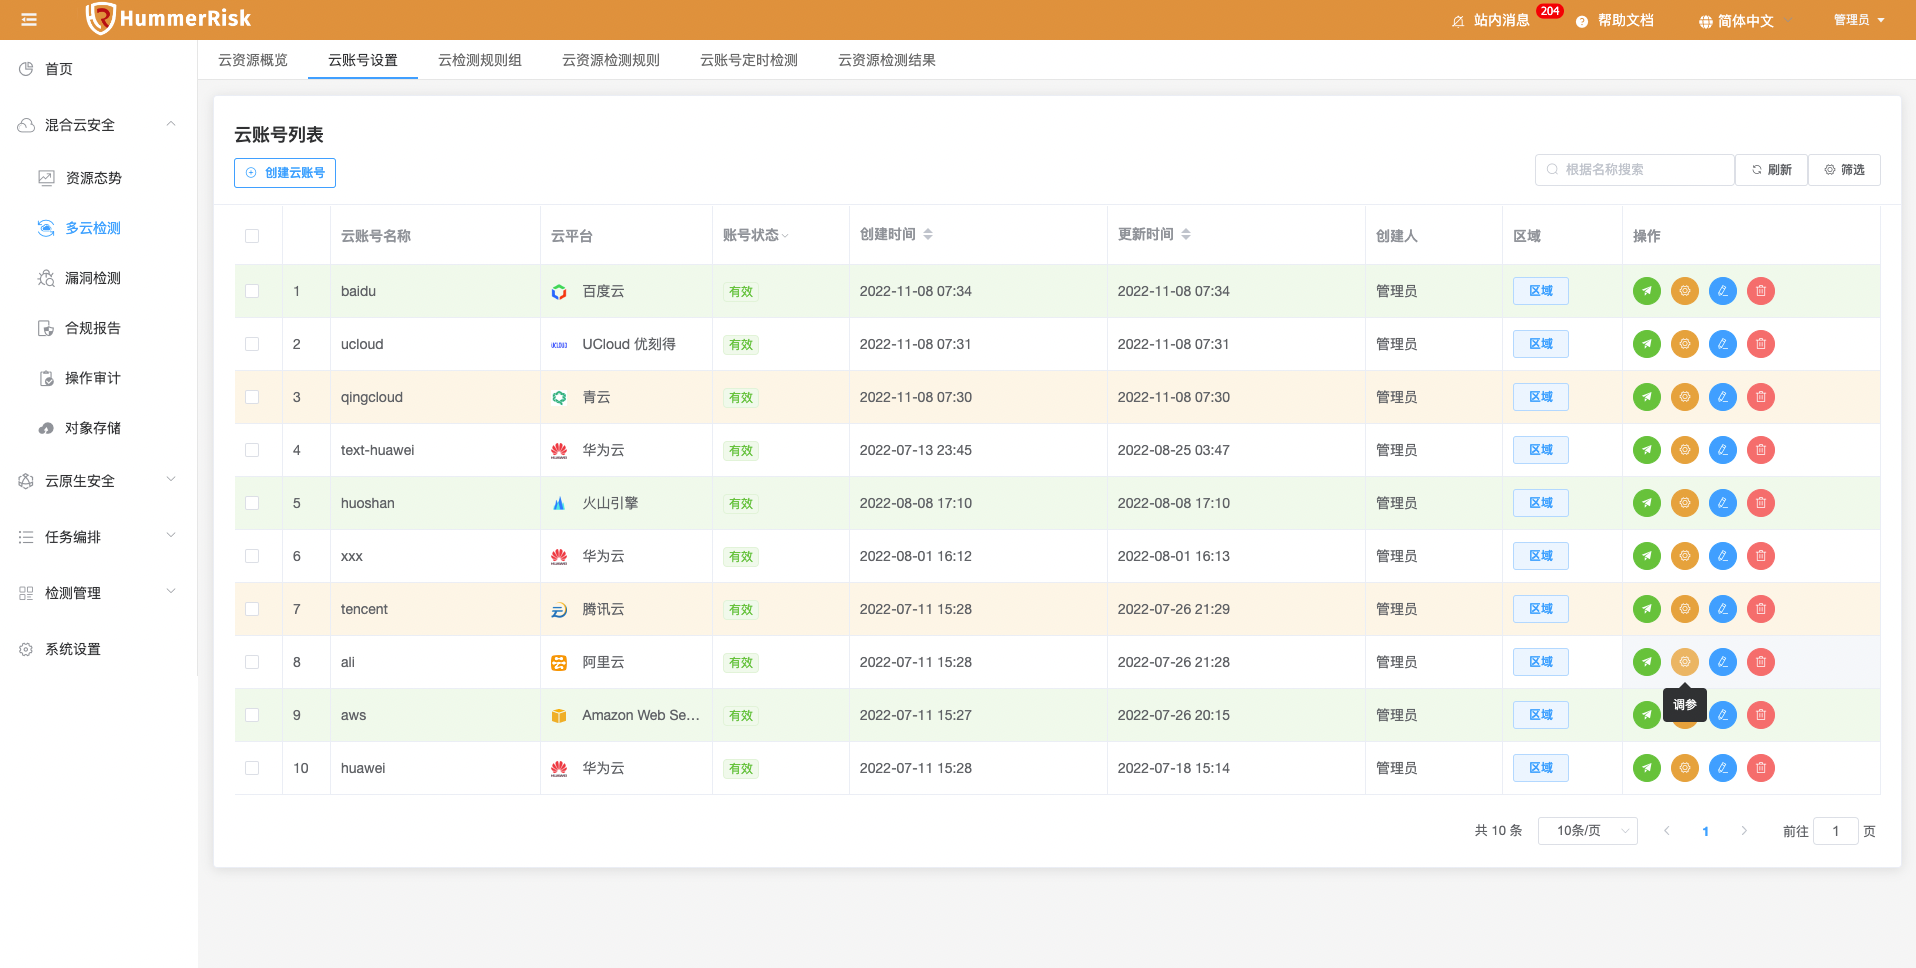 HummerRisk
站内消息 204
帮助文档
简体中文
管理员
首页
混合云安全
资源态势
多云检测
漏洞检测
合规报告
操作审计
对象存储
云原生安全
任务编排
检测管理
系统设置
云资源概览 云账号设置 云检测规则组 云资源检测规则 云账号定时检测 云资源检测结果
云账号列表
创建云账号
根据名称搜索 刷新 筛选
云账号名称 云平台 账号状态 创建时间 更新时间 创建人 区域 操作
1 baidu 百度云 有效 2022-11-08 07:34 2022-11-08 07:34 管理员 区域
2 ucloud UCLOUD UCloud 优刻得 有效 2022-11-08 07:31 2022-11-08 07:31 管理员 区域
3 qingcloud 青云 有效 2022-11-08 07:30 2022-11-08 07:30 管理员 区域
4 text-huawei HUAWEI 华为云 有效 2022-07-13 23:45 2022-08-25 03:47 管理员 区域
5 huoshan 火山引擎 有效 2022-08-08 17:10 2022-08-08 17:10 管理员 区域
6 xxx HUAWEI 华为云 有效 2022-08-01 16:12 2022-08-01 16:13 管理员 区域
7 tencent 腾讯云 有效 2022-07-11 15:28 2022-07-26 21:29 管理员 区域
8 ali 阿里云 有效 2022-07-11 15:28 2022-07-26 21:28 管理员 区域
调参
9 aws Amazon Web Se... 有效 2022-07-11 15:27 2022-07-26 20:15 管理员 区域
10 huawei HUAWEI 华为云 有效 2022-07-11 15:28 2022-07-18 15:14 管理员 区域
共 10 条 10条/页 1 前往 1 页